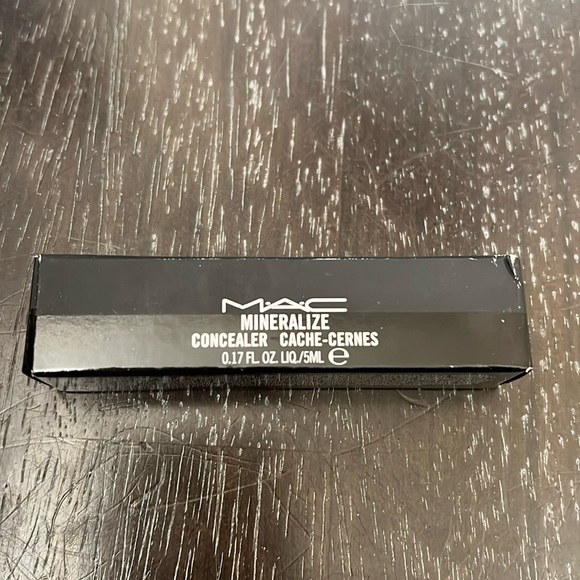 M·A·C
MINERALIZE
CONCEALER CACHE-CERNES
0.17 FL. OZ. LIQ./5ML ℮